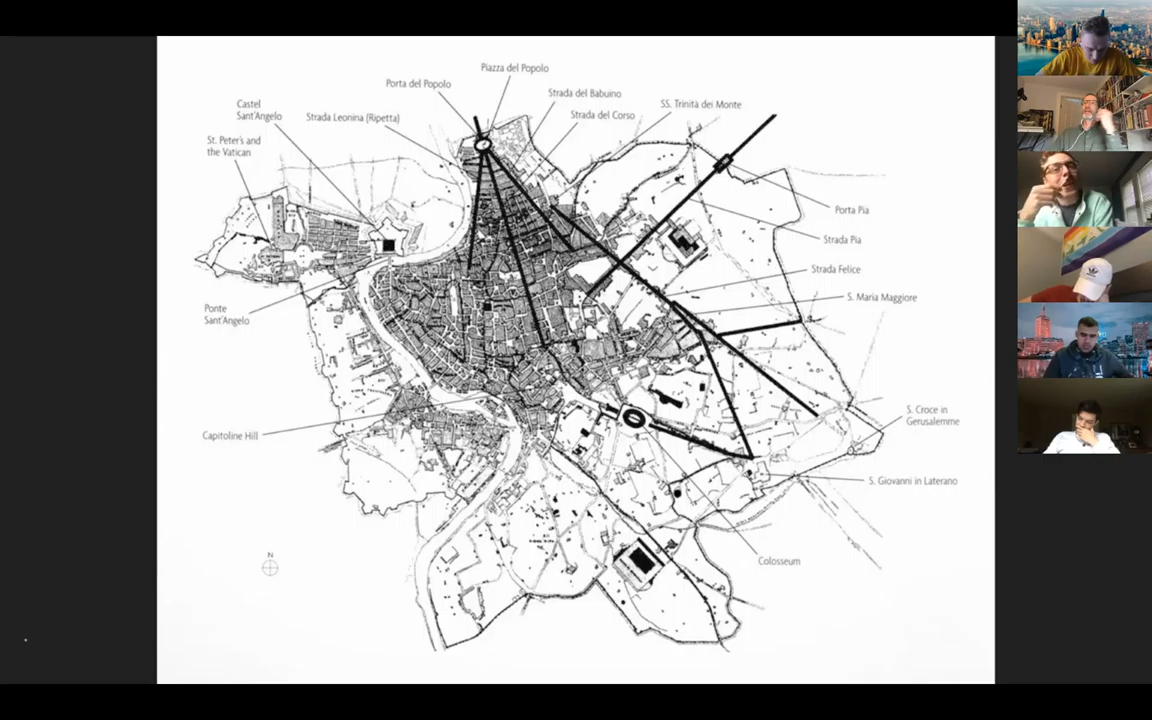 Piazza del Popolo
Porta del Popolo
Strada del Babuino
Castel
Sant'Angelo
SS. Trinità dei Monte
Strada Leonina (Ripetta)
Strada del Corso
St. Peter's and
the Vatican
Porta Pia
Strada Pia
Strada Felice
S. Maria Maggiore
Ponte
Sant'Angelo
S. Croce in
Gerusalemme
Capitoline Hill
S. Giovanni in Laterano
Colosseum
N